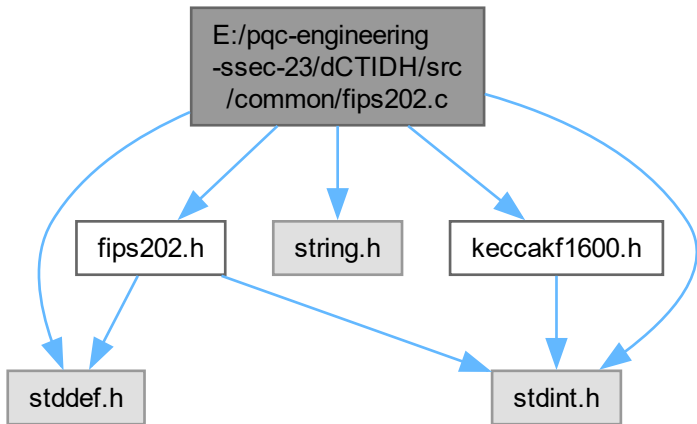 E:/pqc-engineering
-ssec-23/dCTIDH/src
/common/fips202.c
fips202.h
string.h
keccakf1600.h
stddef.h
stdint.h